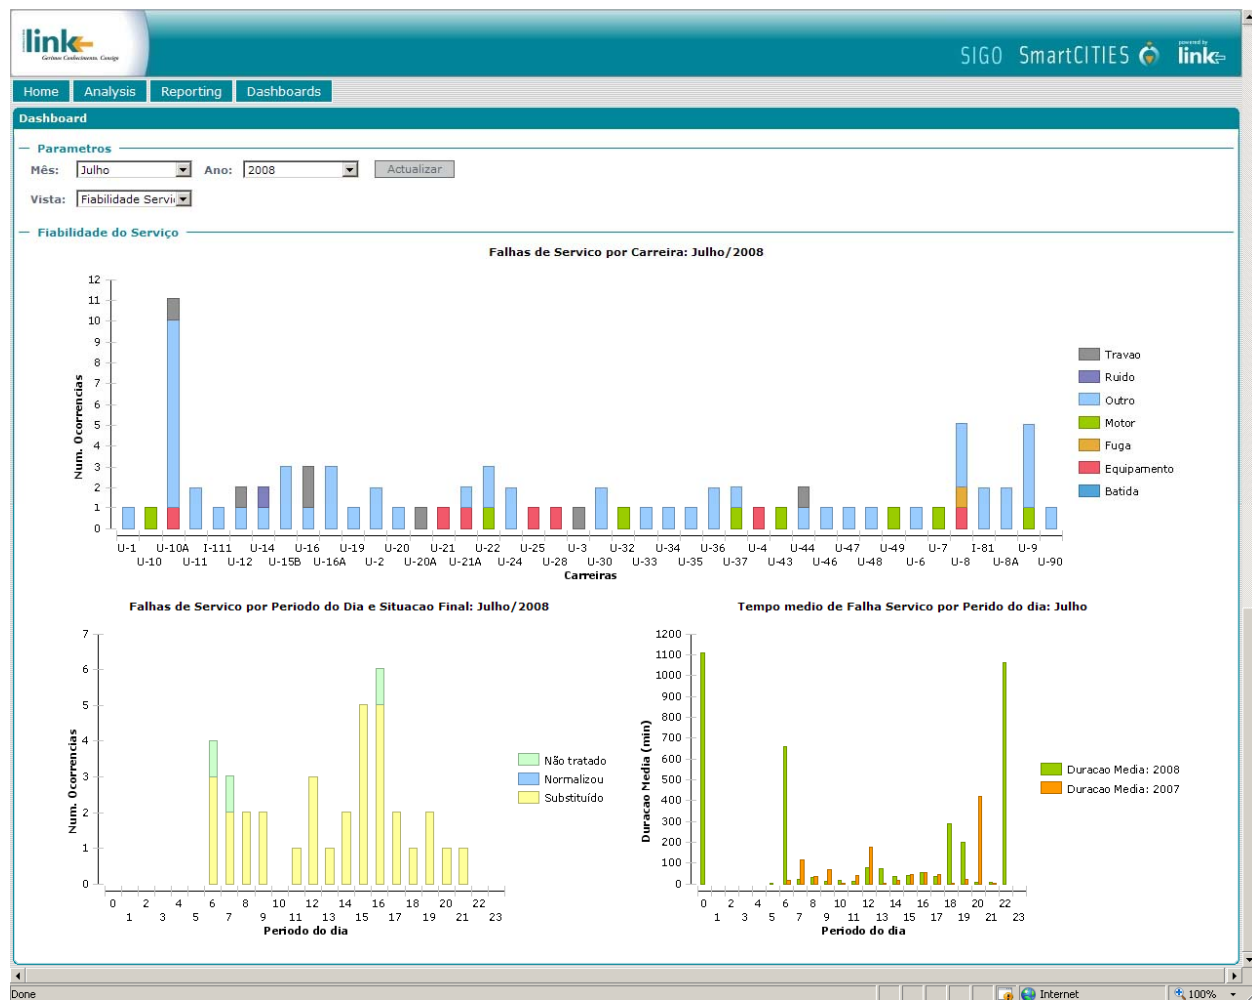 link
Gerimos Conhecimento. Consigo
SIGO SmartCITIES powered by link
Home Analysis Reporting Dashboards
Dashboard
Parametros
Mês: Julho Ano: 2008 Actualizar
Vista: Fiabilidade Servi
Fiabilidade do Serviço
Falhas de Servico por Carreira: Julho/2008
Num. Ocorrencias
12
11
10
9
8
7
6
5
4
3
2
1
0
Travao
Ruido
Outro
Motor
Fuga
Equipamento
Batida
U-1 U-10A I-111 U-14 U-16 U-19 U-20 U-21 U-22 U-25 U-3 U-32 U-34 U-36 U-4 U-44 U-47 U-49 U-7 I-81 U-9
U-10 U-11 U-12 U-15B U-16A U-2 U-20A U-21A U-24 U-28 U-30 U-33 U-35 U-37 U-43 U-46 U-48 U-6 U-8 U-8A U-90
Carreiras
Falhas de Servico por Periodo do Dia e Situacao Final: Julho/2008
Num. Ocorrencias
7
6
5
4
3
2
1
0
Não tratado
Normalizou
Substituído
0 2 4 6 8 10 12 14 16 18 20 22
1 3 5 7 9 11 13 15 17 19 21 23
Periodo do dia
Tempo medio de Falha Servico por Perido do dia: Julho
Duracao Media (min)
1200
1100
1000
900
800
700
600
500
400
300
200
100
0
Duracao Media: 2008
Duracao Media: 2007
0 2 4 6 8 10 12 14 16 18 20 22
1 3 5 7 9 11 13 15 17 19 21 23
Periodo do dia
Done Internet 100%